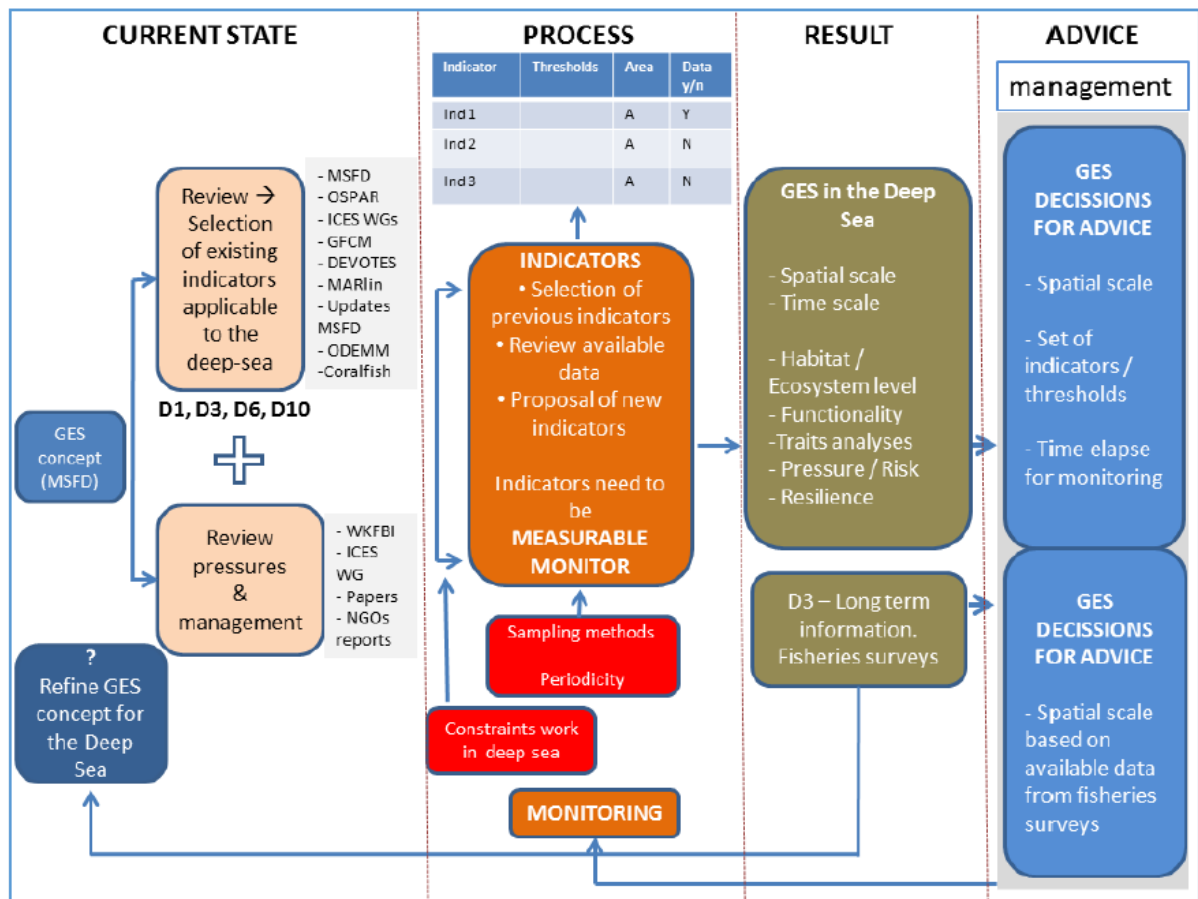 CURRENT STATE
PROCESS
RESULT
ADVICE
Indicator Thresholds Area Data
y/n
Ind 1 A Y
Ind 2 A N
Ind 3 A N
management
Review →
Selection
of existing
indicators
applicable
to the
deep-sea
- MSFD
- OSPAR
- ICES WGs
- GFCM
- DEVOTES
- MARlin
- Updates
MSFD
- ODEMM
-Coralfish
D1, D3, D6, D10
GES
concept
(MSFD)
Review
pressures
&
management
- WKFBI
- ICES
WG
- Papers
- NGOs
reports
?
Refine GES
concept for
the Deep
Sea
INDICATORS
• Selection of
previous indicators
• Review available
data
• Proposal of new
indicators
Indicators need to
be
MEASURABLE
MONITOR
Sampling methods
Periodicity
Constraints work
in deep sea
MONITORING
GES in the Deep
Sea
- Spatial scale
- Time scale
- Habitat /
Ecosystem level
- Functionality
-Traits analyses
- Pressure / Risk
- Resilience
D3 – Long term
information.
Fisheries surveys
GES
DECISSIONS
FOR ADVICE
- Spatial scale
- Set of
indicators /
thresholds
- Time elapse
for monitoring
GES
DECISSIONS
FOR ADVICE
- Spatial scale
based on
available data
from fisheries
surveys